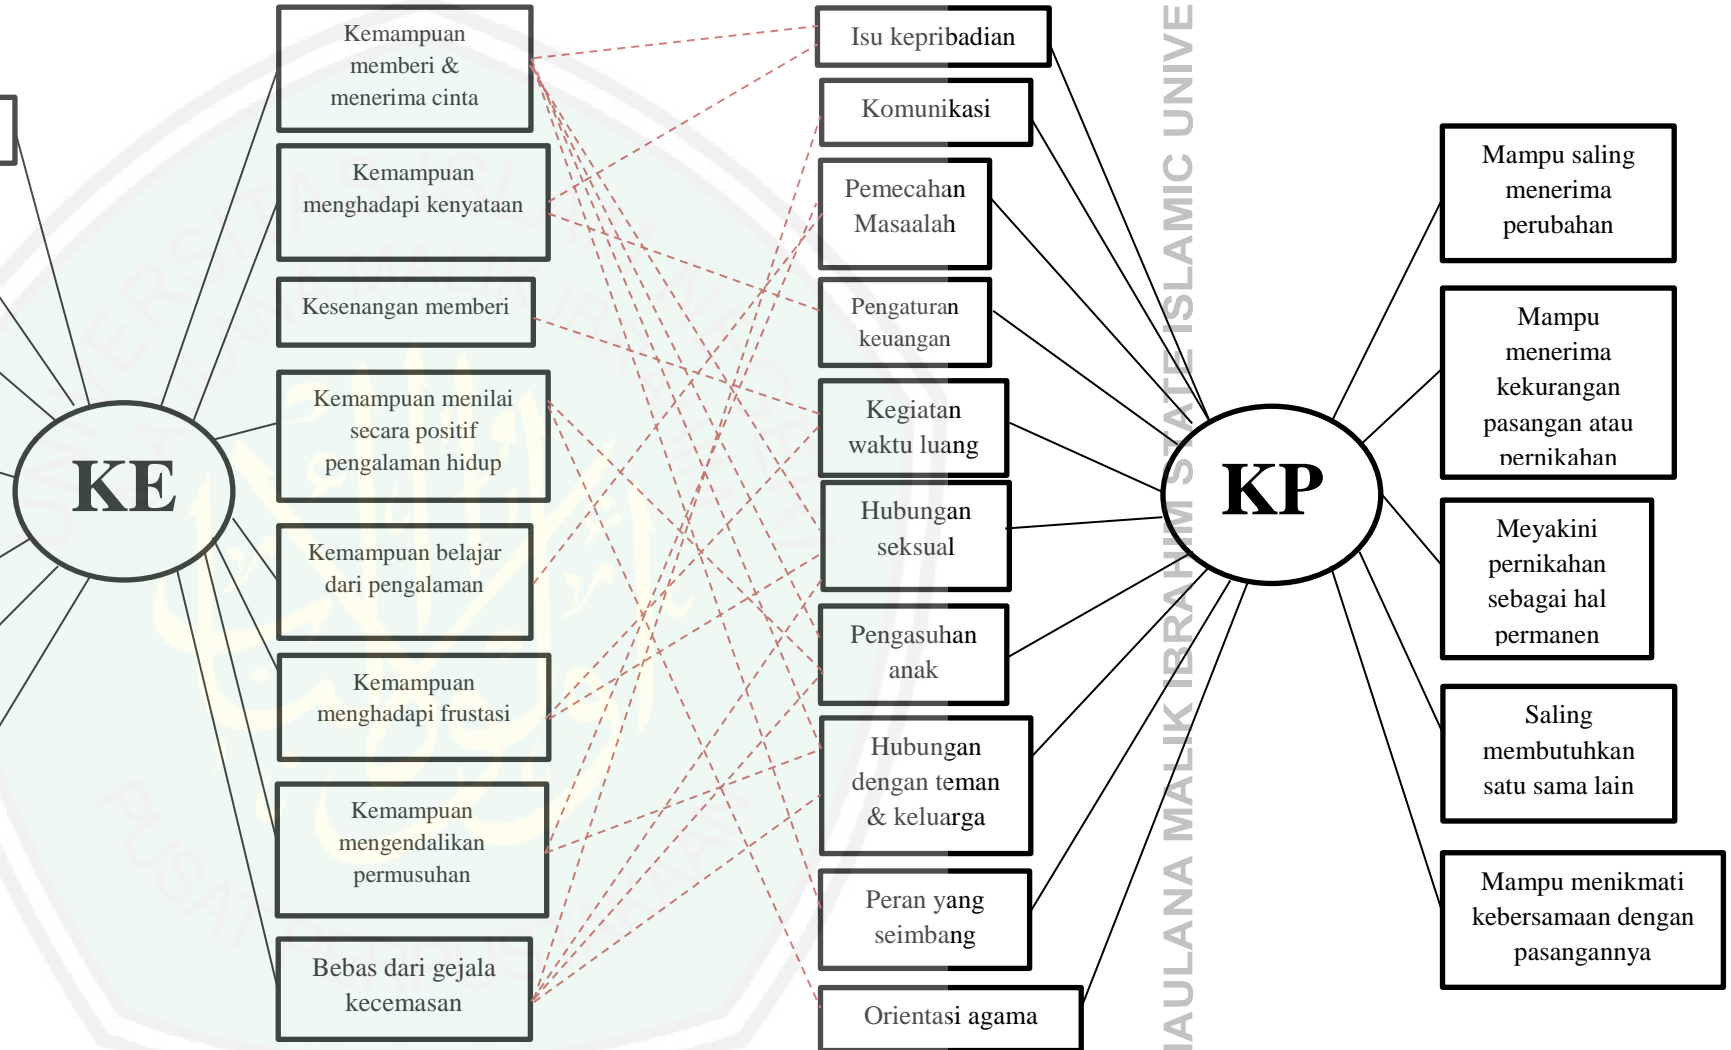 Kemampuan
memberi &
menerima cinta
Kemampuan
menghadapi kenyataan
Kesenangan memberi
Kemampuan menilai
secara positif
pengalaman hidup
Kemampuan belajar
dari pengalaman
Kemampuan
menghadapi frustasi
Kemampuan
mengendalikan
permusuhan
Bebas dari gejala
kecemasan
KE
Isu kepribadian
Komunikasi
Pemecahan
Masaalah
Pengaturan
keuangan
Kegiatan
waktu luang
Hubungan
seksual
Pengasuhan
anak
Hubungan
dengan teman
& keluarga
Peran yang
seimbang
Orientasi agama
KP
Mampu saling
menerima
perubahan
Mampu
menerima
kekurangan
pasangan atau
pernikahan
Meyakini
pernikahan
sebagai hal
permanen
Saling
membutuhkan
satu sama lain
Mampu menikmati
kebersamaan dengan
pasangannya
MALIK IBRAHIM STATE ISLAMIC